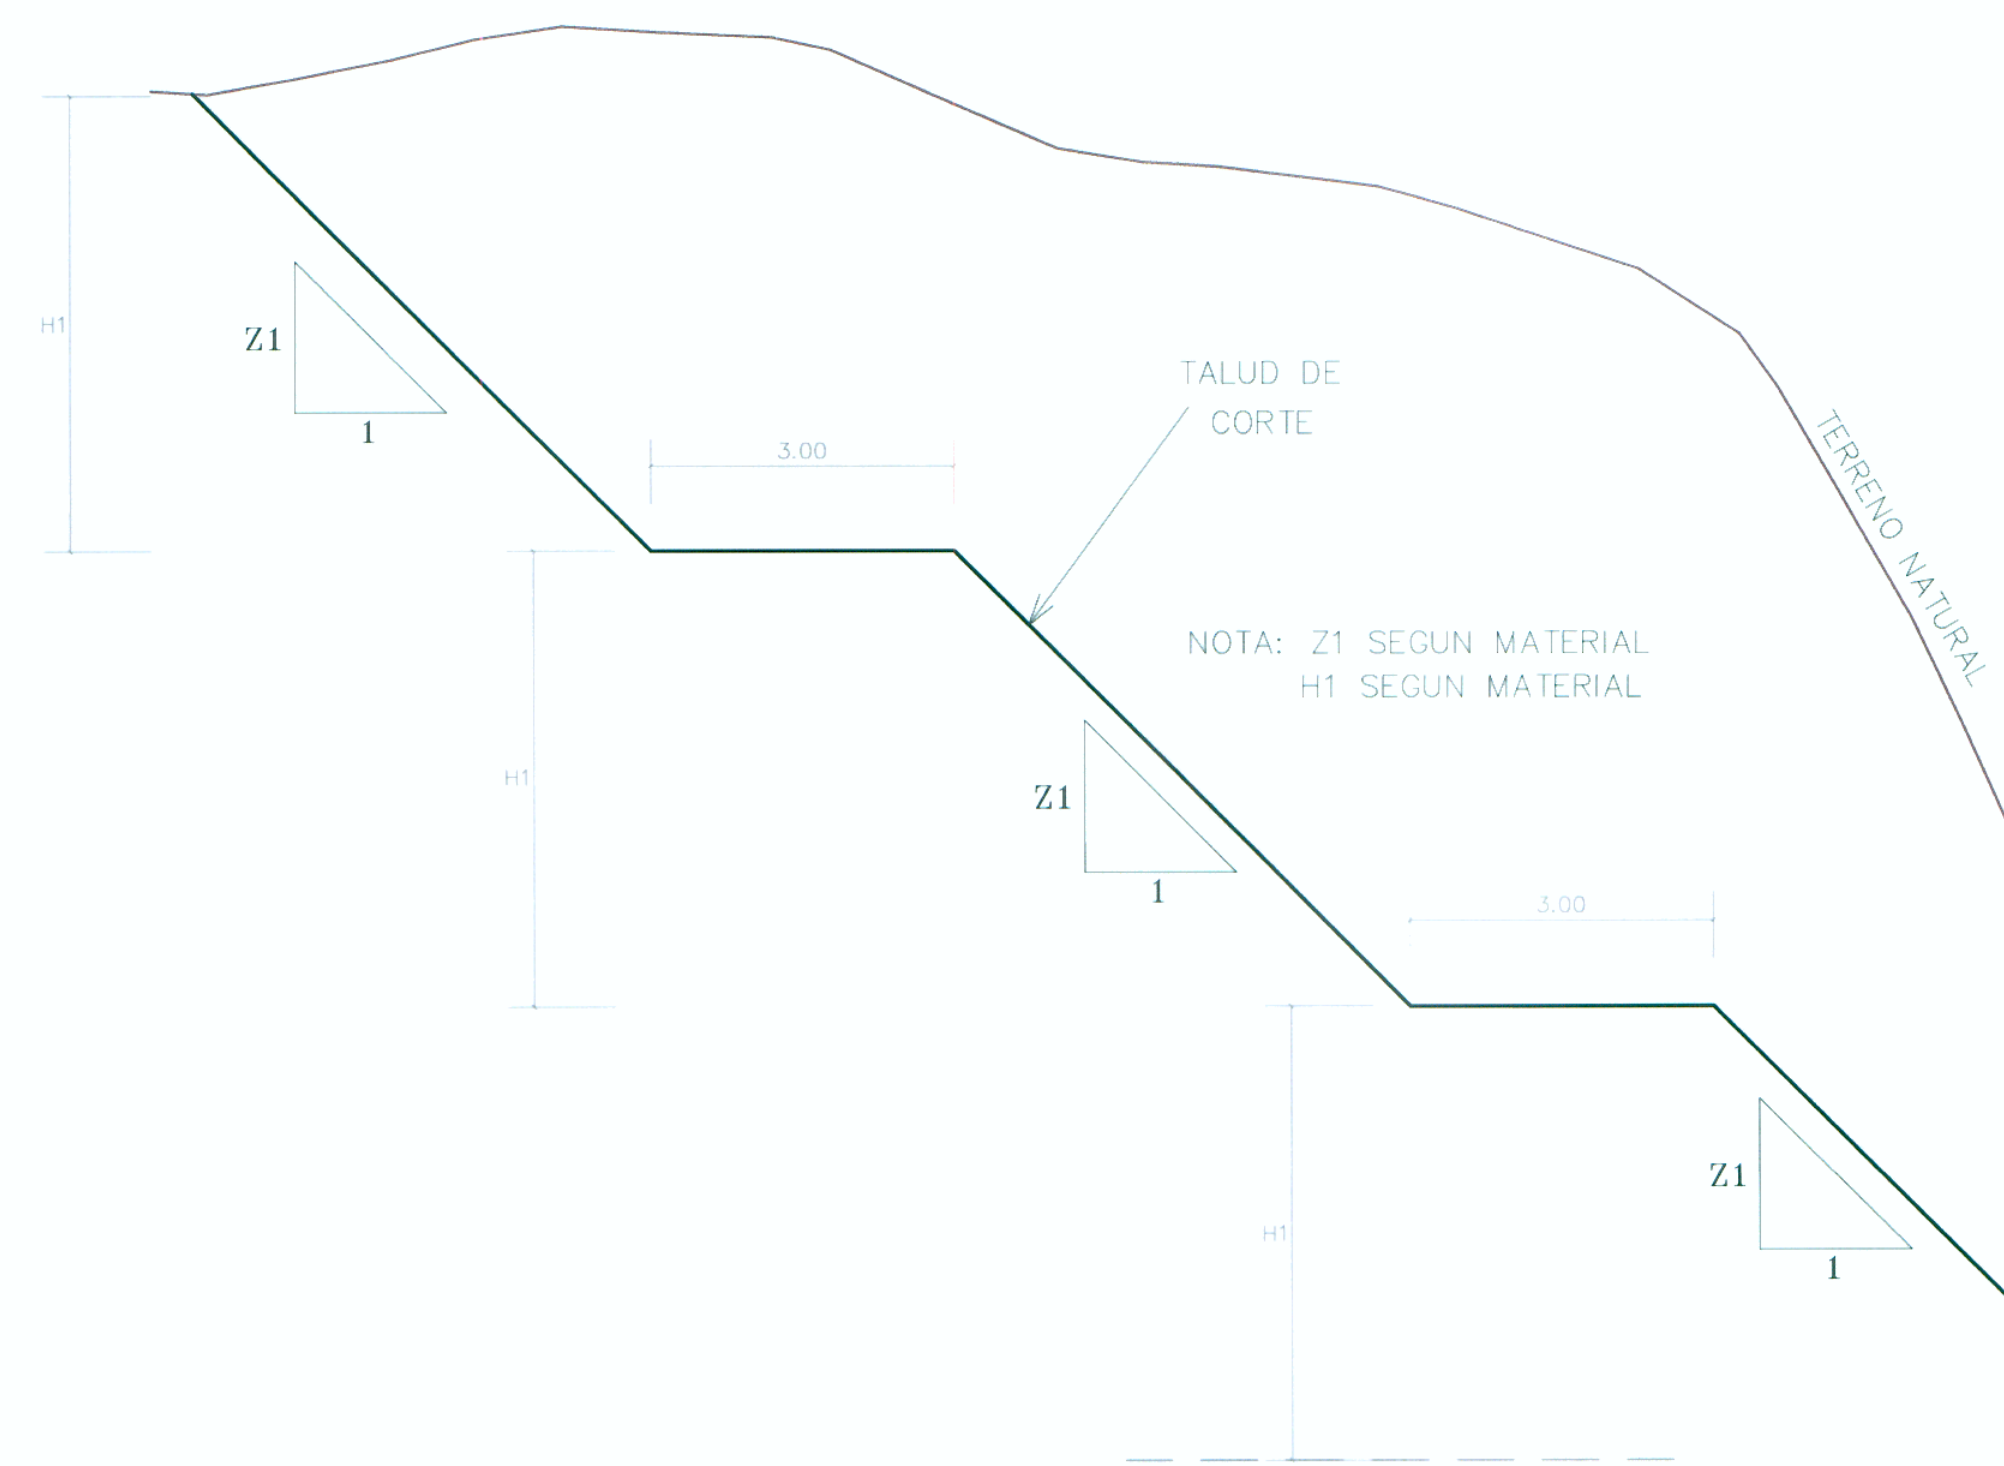 H1
Z1
1
3.00
TALUD DE
CORTE
TERRENO NATURAL
NOTA: Z1 SEGUN MATERIAL
H1 SEGUN MATERIAL
H1
Z1
1
3.00
H1
Z1
1